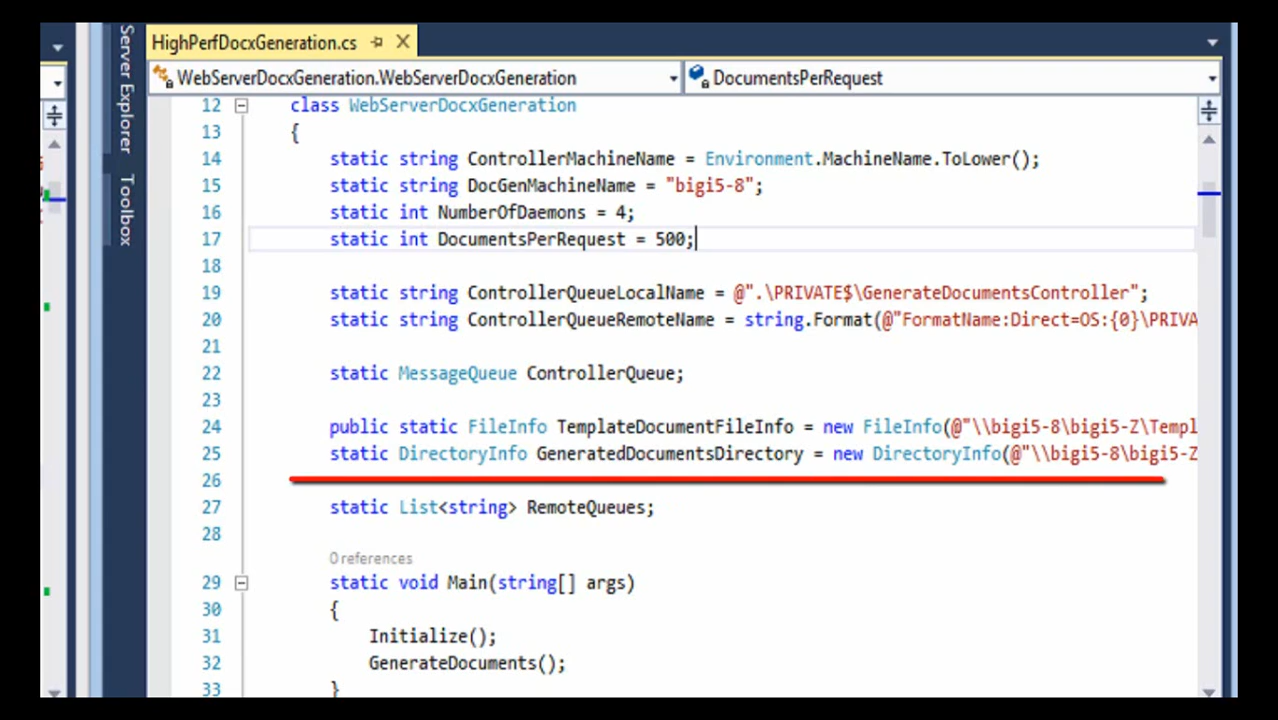 Server Explorer
Toolbox
HighPerfDocxGeneration.cs
WebServerDocxGeneration.WebServerDocxGeneration
DocumentsPerRequest
12 class WebServerDocxGeneration
13 {
14 static string ControllerMachineName = Environment.MachineName.ToLower();
15 static string DocGenMachineName = "bigi5-8";
16 static int NumberOfDaemons = 4;
17 static int DocumentsPerRequest = 500;
18
19 static string ControllerQueueLocalName = @".\PRIVATE$\GenerateDocumentsController";
20 static string ControllerQueueRemoteName = string.Format(@"FormatName:Direct=OS:{0}\PRIVA
21
22 static MessageQueue ControllerQueue;
23
24 public static FileInfo TemplateDocumentFileInfo = new FileInfo(@"\\bigi5-8\bigi5-Z\Templ
25 static DirectoryInfo GeneratedDocumentsDirectory = new DirectoryInfo(@"\\bigi5-8\bigi5-Z
26
27 static List<string> RemoteQueues;
28
0 references
29 static void Main(string[] args)
30 {
31 Initialize();
32 GenerateDocuments();
33 }